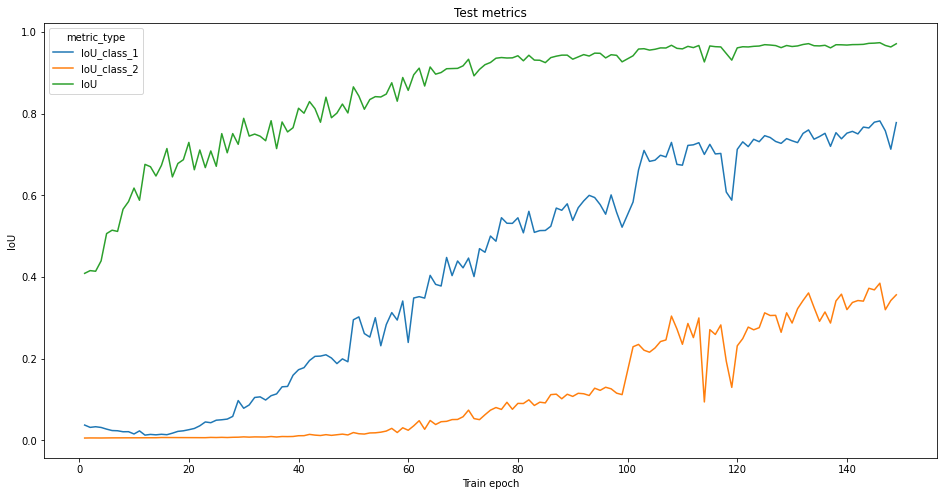 Test metrics
metric_type
IoU_class_1
IoU_class_2
IoU
IoU
1.0
0.8
0.6
0.4
0.2
0.0
0
20
40
60
80
100
120
140
Train epoch